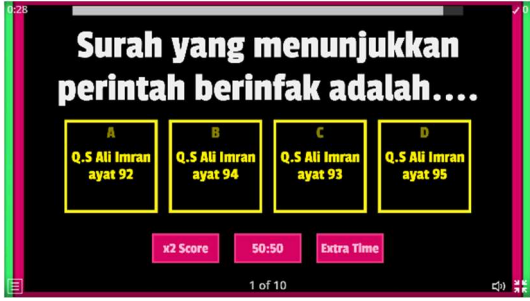 0:28
✓ 0
Surah yang menunjukkan
perintah berinfak adalah....
A
Q.S Ali Imran
ayat 92
B
Q.S Ali Imran
ayat 94
C
Q.S Ali Imran
ayat 93
D
Q.S Ali Imran
ayat 95
x2 Score
50:50
Extra Time
1 of 10